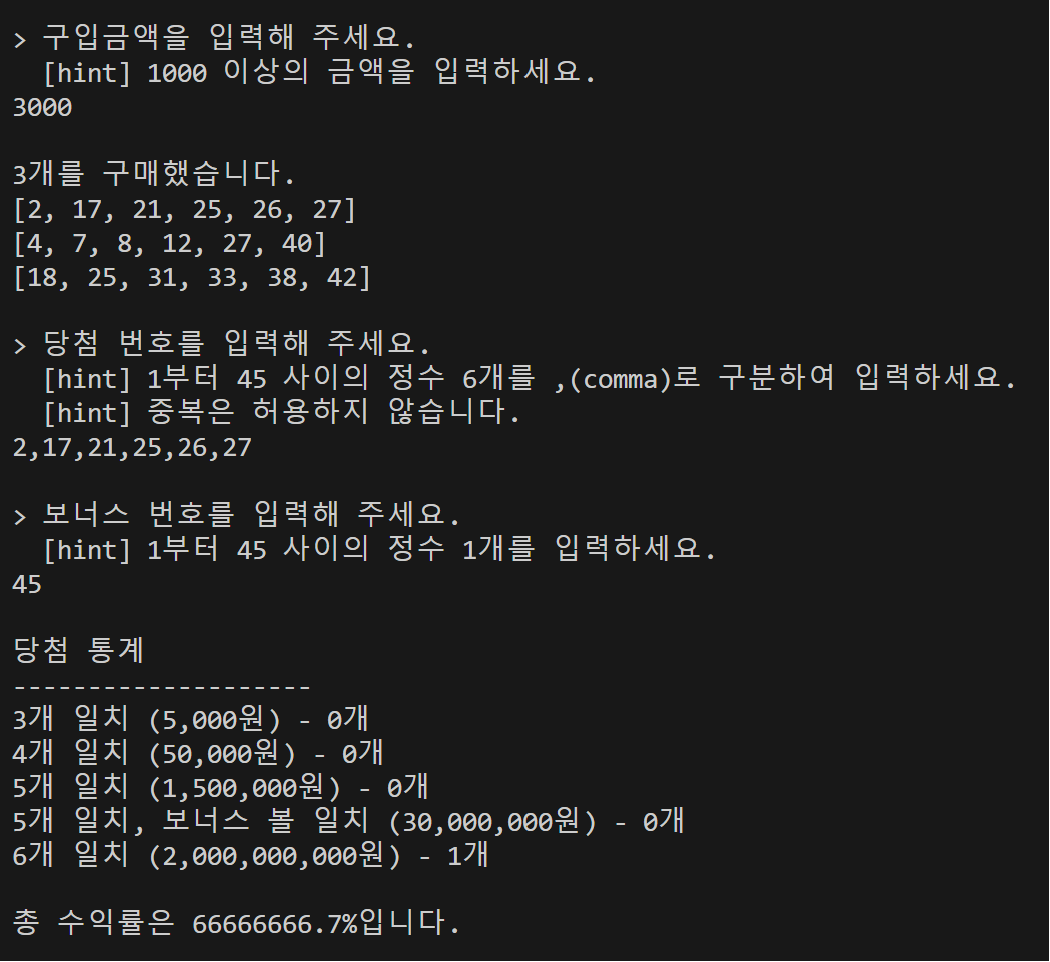 > 구입금액을 입력해 주세요.
[hint] 1000 이상의 금액을 입력하세요.
3000
3개를 구매했습니다.
[2, 17, 21, 25, 26, 27]
[4, 7, 8, 12, 27, 40]
[18, 25, 31, 33, 38, 42]
> 당첨 번호를 입력해 주세요.
[hint] 1부터 45 사이의 정수 6개를 ,(comma)로 구분하여 입력하세요.
[hint] 중복은 허용하지 않습니다.
2,17,21,25,26,27
> 보너스 번호를 입력해 주세요.
[hint] 1부터 45 사이의 정수 1개를 입력하세요.
45
당첨 통계
--------------------
3개 일치 (5,000원) - 0개
4개 일치 (50,000원) - 0개
5개 일치 (1,500,000원) - 0개
5개 일치, 보너스 볼 일치 (30,000,000원) - 0개
6개 일치 (2,000,000,000원) - 1개
총 수익률은 66666666.7%입니다.